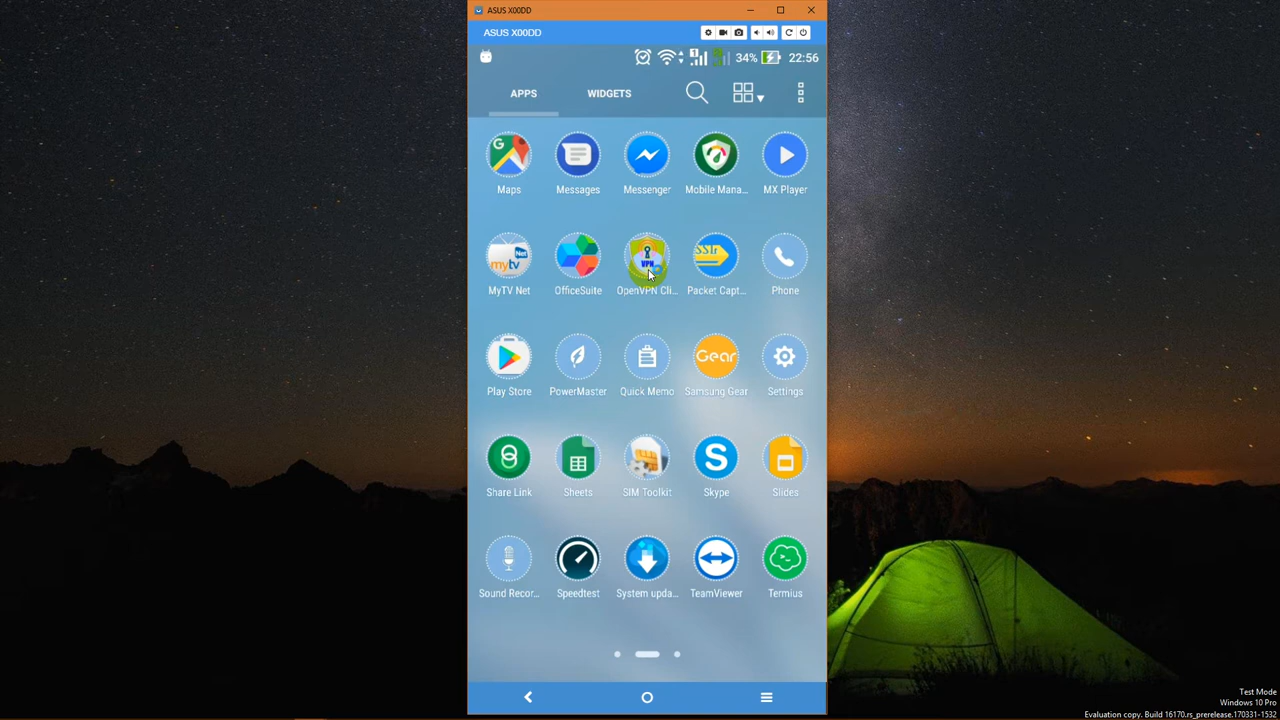 ASUS X00DD
ASUS X00DD
34% 22:56
APPS WIDGETS
Maps Messages Messenger Mobile Mana... MX Player
MyTV Net OfficeSuite OpenVPN Cli... Packet Capt... Phone
Play Store PowerMaster Quick Memo Samsung Gear Settings
Share Link Sheets SIM Toolkit Skype Slides
Sound Recor... Speedtest System upda... TeamViewer Termius
Test Mode
Windows 10 Pro
Evaluation copy. Build 16170.rs_prerelease.170331-1532